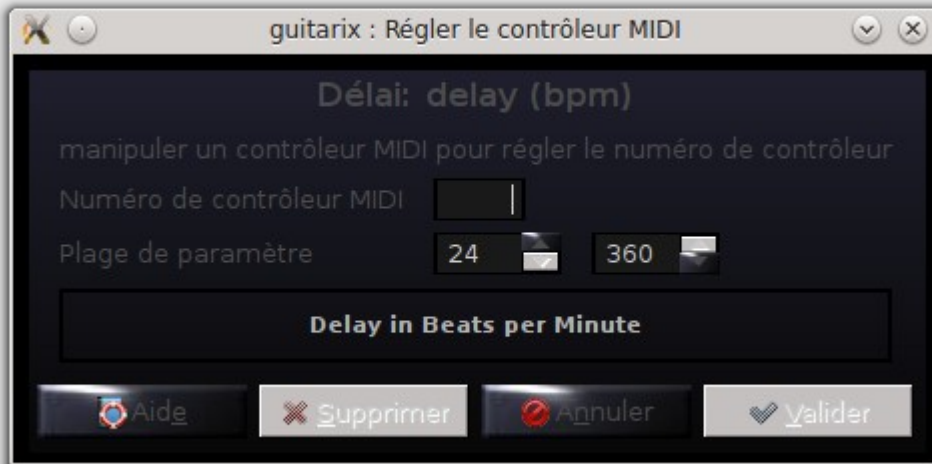 guitarix : Régler le contrôleur MIDI
Délai: delay (bpm)
manipuler un contrôleur MIDI pour régler le numéro de contrôleur
Numéro de contrôleur MIDI
Plage de paramètre 24 360
Delay in Beats per Minute
Aide Supprimer Annuler Valider